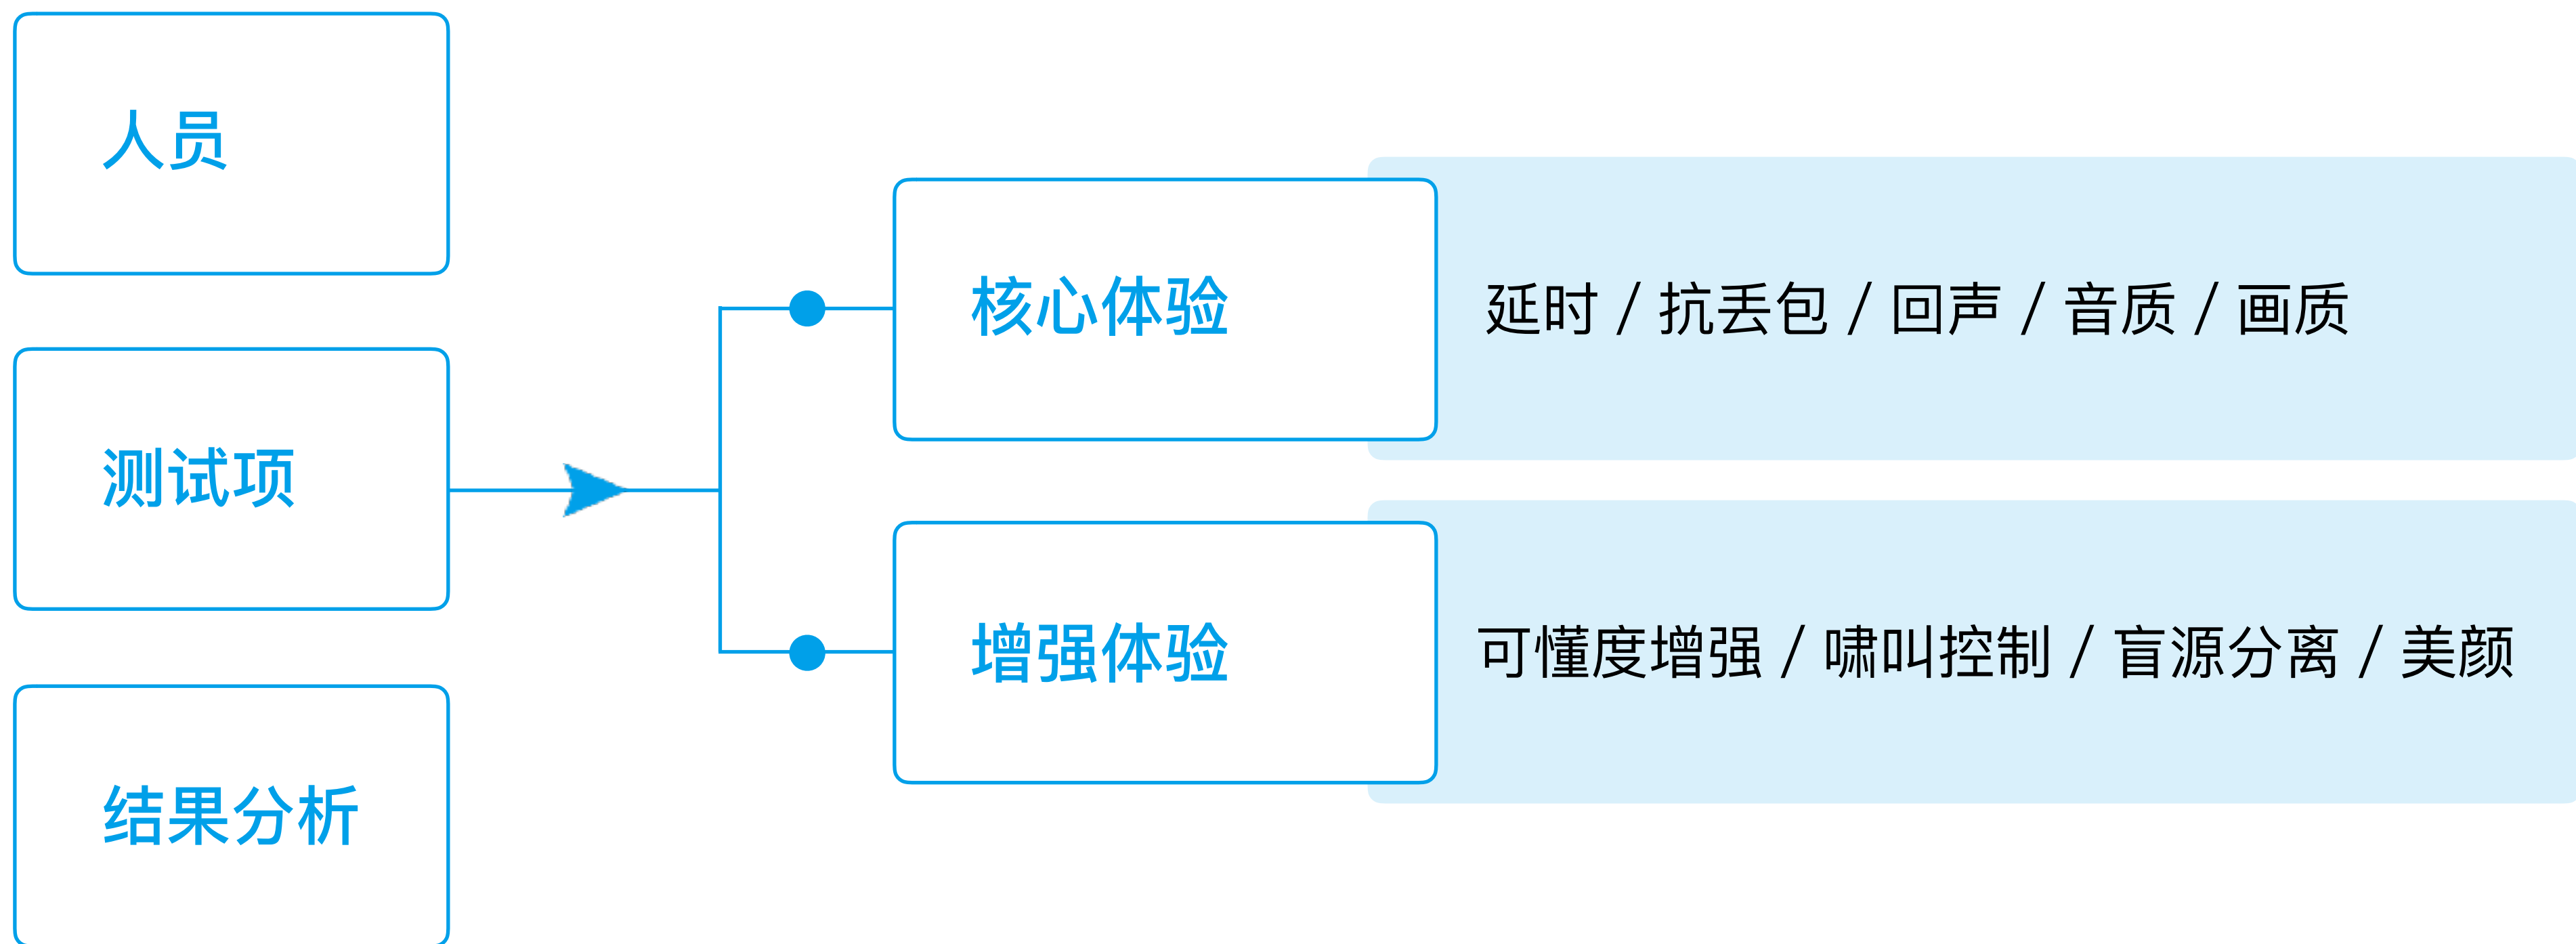 人员
测试项
结果分析
核心体验
延时 / 抗丢包 / 回声 / 音质 / 画质
增强体验
可懂度增强 / 啸叫控制 / 盲源分离 / 美颜